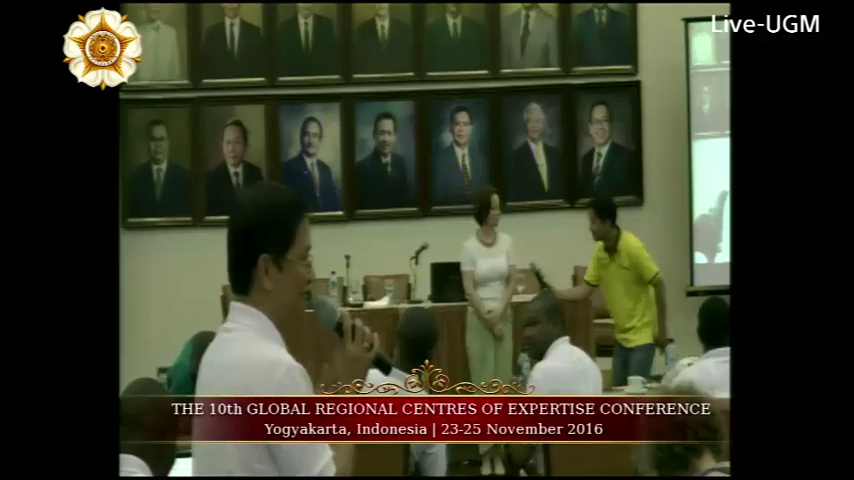 Live-UGM
THE 10th GLOBAL REGIONAL CENTRES OF EXPERTISE CONFERENCE
Yogyakarta, Indonesia | 23-25 November 2016